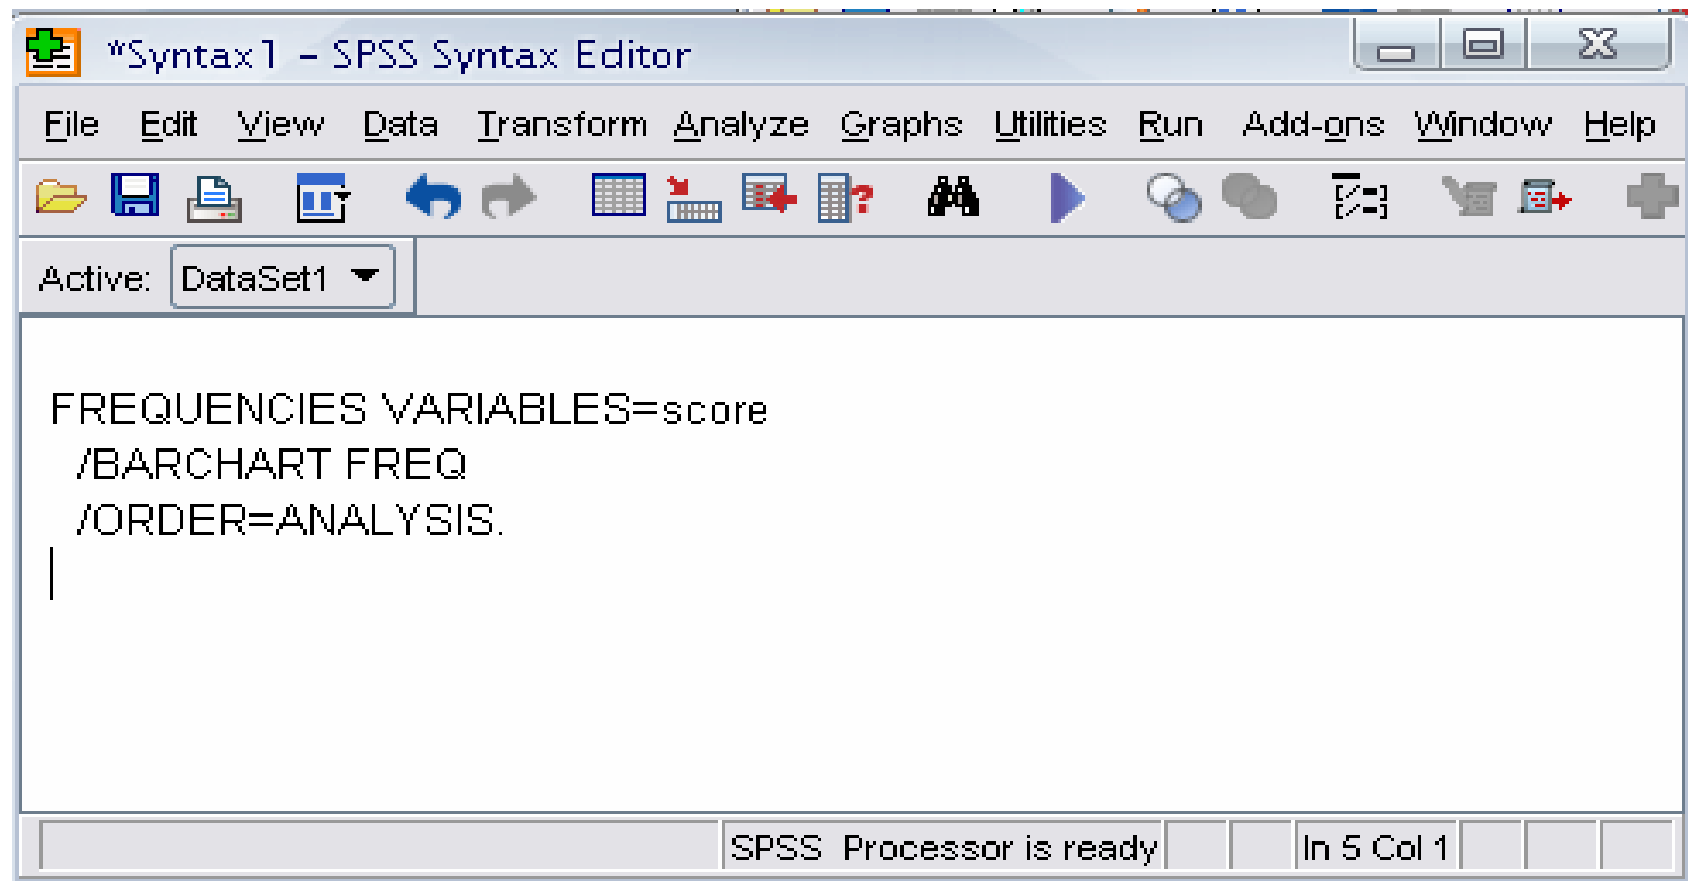 *Syntax1 - SPSS Syntax Editor
File Edit View Data Transform Analyze Graphs Utilities Run Add-ons Window Help
Active: DataSet1
FREQUENCIES VARIABLES=score
/BARCHART FREQ
/ORDER=ANALYSIS.
SPSS Processor is ready In 5 Col 1